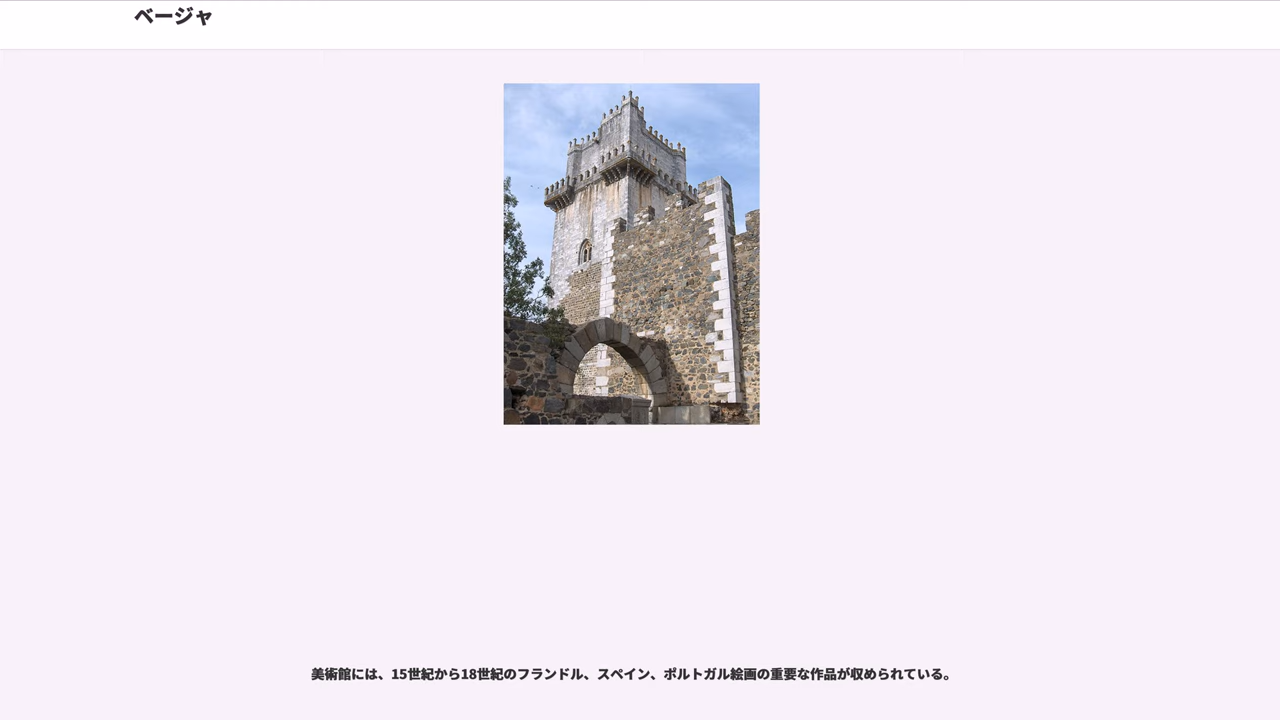 ベージャ
美術館には、15世紀から18世紀のフランドル、スペイン、ポルトガル絵画の重要な作品が収められている。